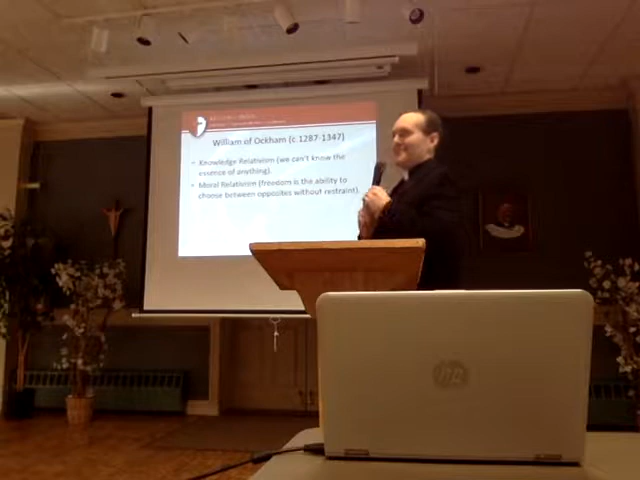 William of Ockham (c.1287-1347)
• Knowledge Relativism (we can't know the
essence of anything).
• Moral Relativism (freedom is the ability to
choose between opposites without restraint).
hp